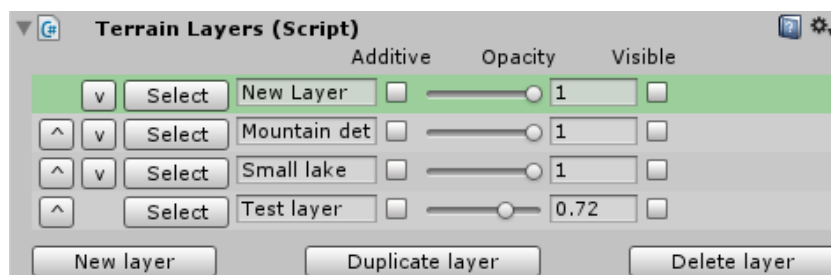 Terrain Layers (Script)
Additive Opacity Visible
v Select New Layer 1
^ v Select Mountain det 1
^ v Select Small lake 1
^ Select Test layer 0.72
New layer Duplicate layer Delete layer